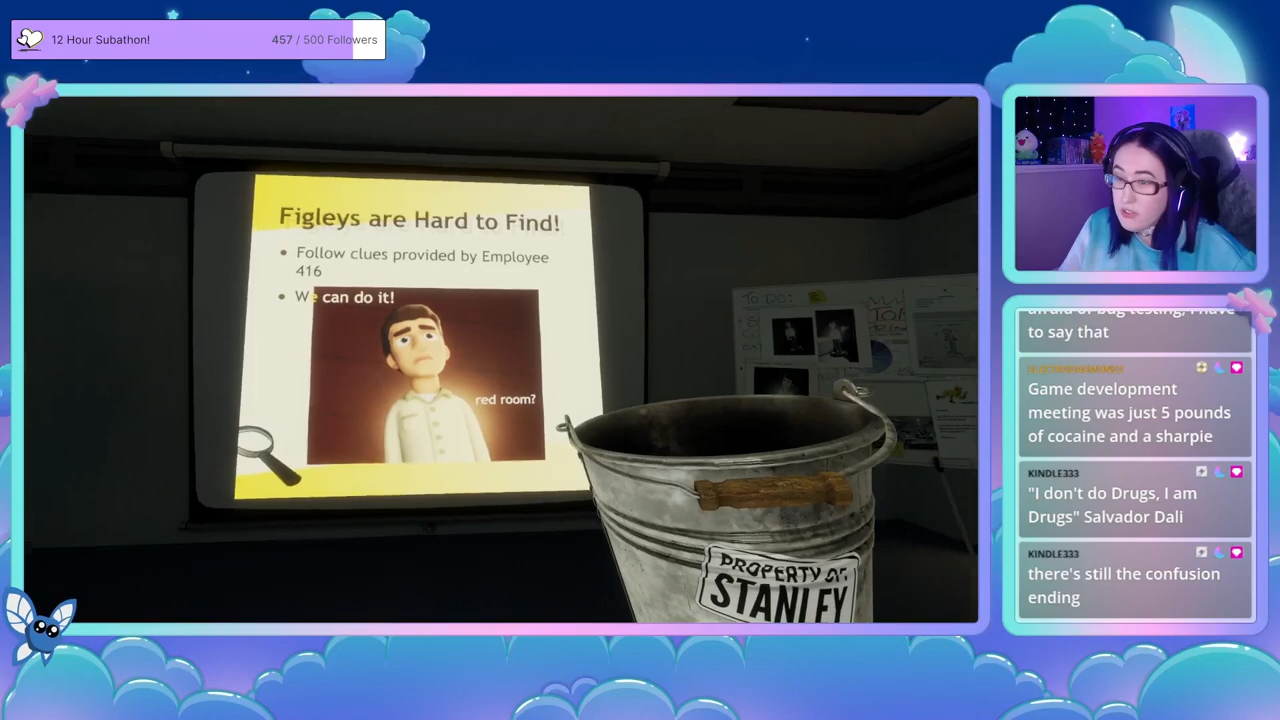 12 Hour Subathon!
457 / 500 Followers
Figleys are Hard to Find!
Follow clues provided by Employee
416
We can do it!
red room?
TO DO:
PROPERTY OF
STANLEY
to say that
Game development
meeting was just 5 pounds
of cocaine and a sharpie
KINDLE333
"I don't do Drugs, I am
Drugs" Salvador Dali
KINDLE333
there's still the confusion
ending